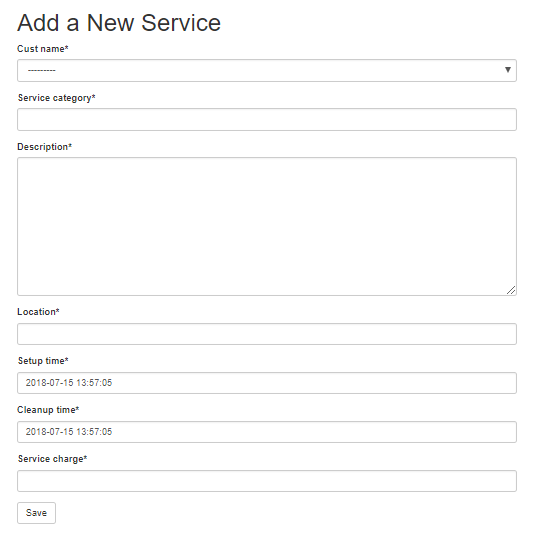 Add a New Service
Cust name*
---------
Service category*
Description*
Location*
Setup time*
2018-07-15 13:57:05
Cleanup time*
2018-07-15 13:57:05
Service charge*
Save